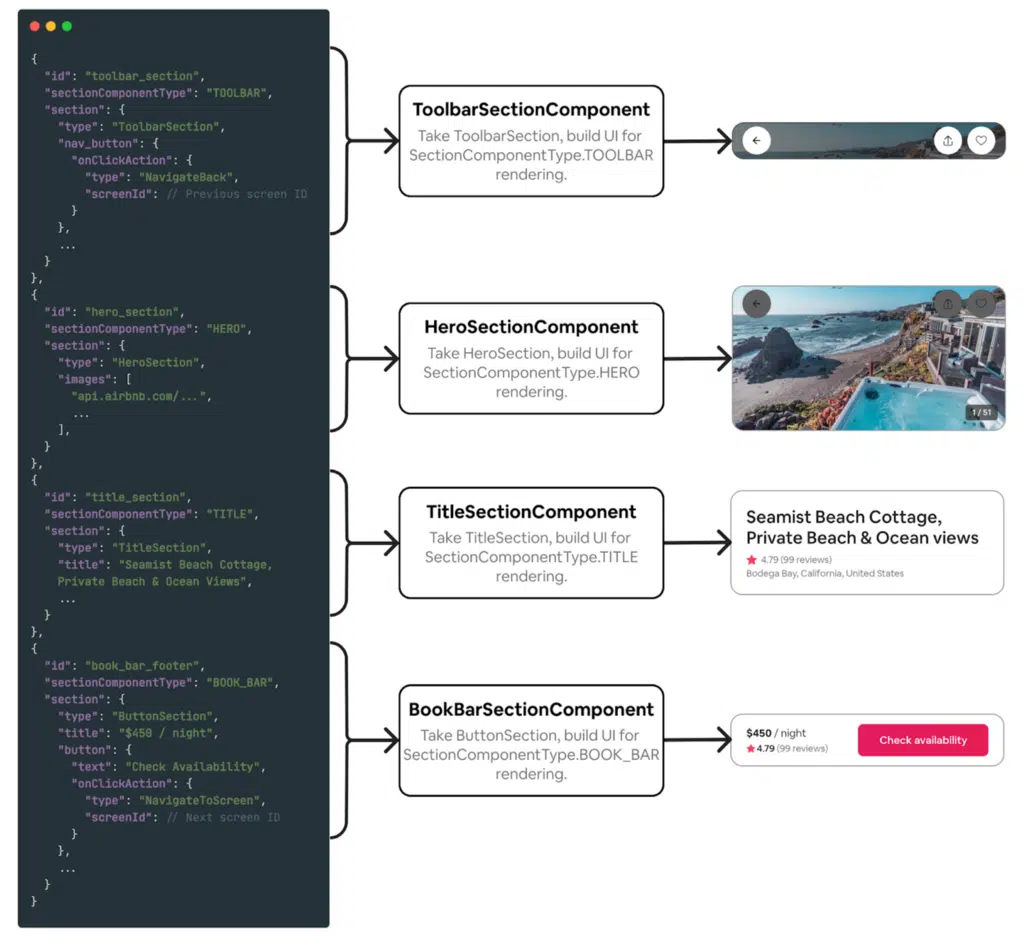 {
"id": "toolbar_section",
"sectionComponentType": "TOOLBAR",
"section": {
"type": "ToolbarSection",
"nav_button": {
"onClickAction": {
"type": "NavigateBack",
"screenId": // Previous screen ID
}
},
...
}
},
{
"id": "hero_section",
"sectionComponentType": "HERO",
"section": {
"type": "HeroSection",
"images": [
"api.airbnb.com/...",
...
],
}
},
{
"id": "title_section",
"sectionComponentType": "TITLE",
"section": {
"type": "TitleSection",
"title": "Seamist Beach Cottage,
Private Beach & Ocean Views",
...
}
},
{
"id": "book_bar_footer",
"sectionComponentType": "BOOK_BAR",
"section": {
"type": "ButtonSection",
"title": "$450 / night",
"button": {
"text": "Check Availability",
"onClickAction": {
"type": "NavigateToScreen",
"screenId": // Next screen ID
}
},
...
}
}
ToolbarSectionComponent
Take ToolbarSection, build UI for
SectionComponentType.TOOLBAR
rendering.
HeroSectionComponent
Take HeroSection, build UI for
SectionComponentType.HERO
rendering.
1 / 51
TitleSectionComponent
Take TitleSection, build UI for
SectionComponentType.TITLE
rendering.
Seamist Beach Cottage,
Private Beach & Ocean views
4.79 (99 reviews)
Bodega Bay, California, United States
BookBarSectionComponent
Take ButtonSection, build UI for
SectionComponentType.BOOK_BAR
rendering.
$450 / night
4.79 (99 reviews)
Check availability